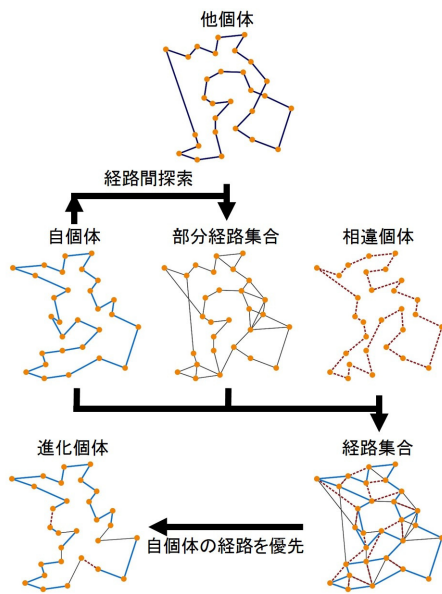 他個体
経路間探索
自個体
部分経路集合
相違個体
進化個体
経路集合
自個体の経路を優先